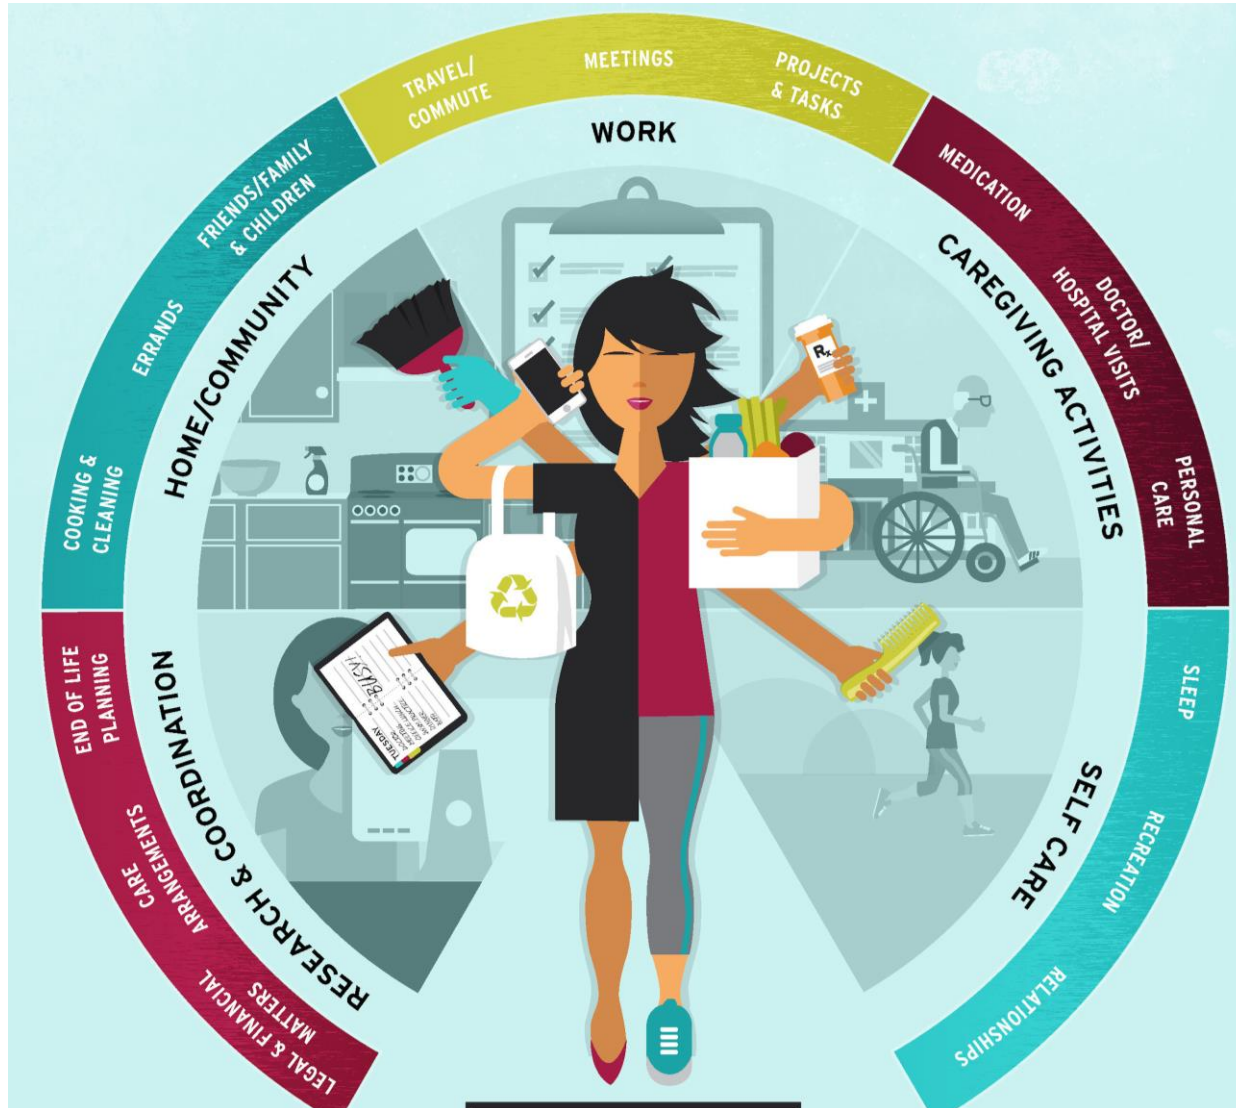 TRAVEL/
COMMUTE
MEETINGS
PROJECTS
& TASKS
WORK
FRIENDS/FAMILY
& CHILDREN
ERRANDS
COOKING &
CLEANING
HOME/COMMUNITY
MEDICATION
DOCTOR/
HOSPITAL VISITS
PERSONAL
CARE
CAREGIVING ACTIVITIES
Rx
END OF LIFE
PLANNING
CARE
ARRANGEMENTS
LEGAL & FINANCIAL
MATTERS
RESEARCH & COORDINATION
TUESDAY
BUSY!
SLEEP
RECREATION
RELATIONSHIPS
SELF CARE